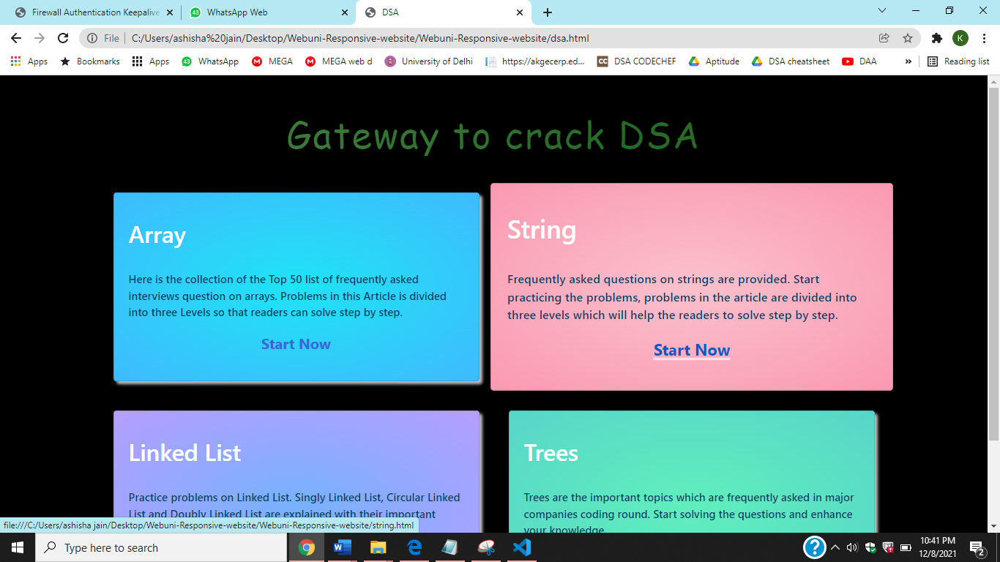 Firewall Authentication Keepalive
43 WhatsApp Web
DSA
File C:/Users/ashisha%20jain/Desktop/Webuni-Responsive-website/Webuni-Responsive-website/dsa.html
K
Apps Bookmarks Apps 43 WhatsApp M MEGA M MEGA web d University of Delhi https://akgecerp.ed... CC DSA CODECHEF Aptitude DSA cheatsheet DAA » Reading list
Gateway to crack DSA
Array
Here is the collection of the Top 50 list of frequently asked
interviews question on arrays. Problems in this Article is divided
into three Levels so that readers can solve step by step.
Start Now
String
Frequently asked questions on strings are provided. Start
practicing the problems, problems in the article are divided into
three levels which will help the readers to solve step by step.
Start Now
Linked List
Practice problems on Linked List. Singly Linked List, Circular Linked
List and Doubly Linked List are explained with their important
Trees
Trees are the important topics which are frequently asked in major
companies coding round. Start solving the questions and enhance
your knowledge
file:///C:/Users/ashisha jain/Desktop/Webuni-Responsive-website/Webuni-Responsive-website/string.html
Type here to search
10:41 PM
12/8/2021
2